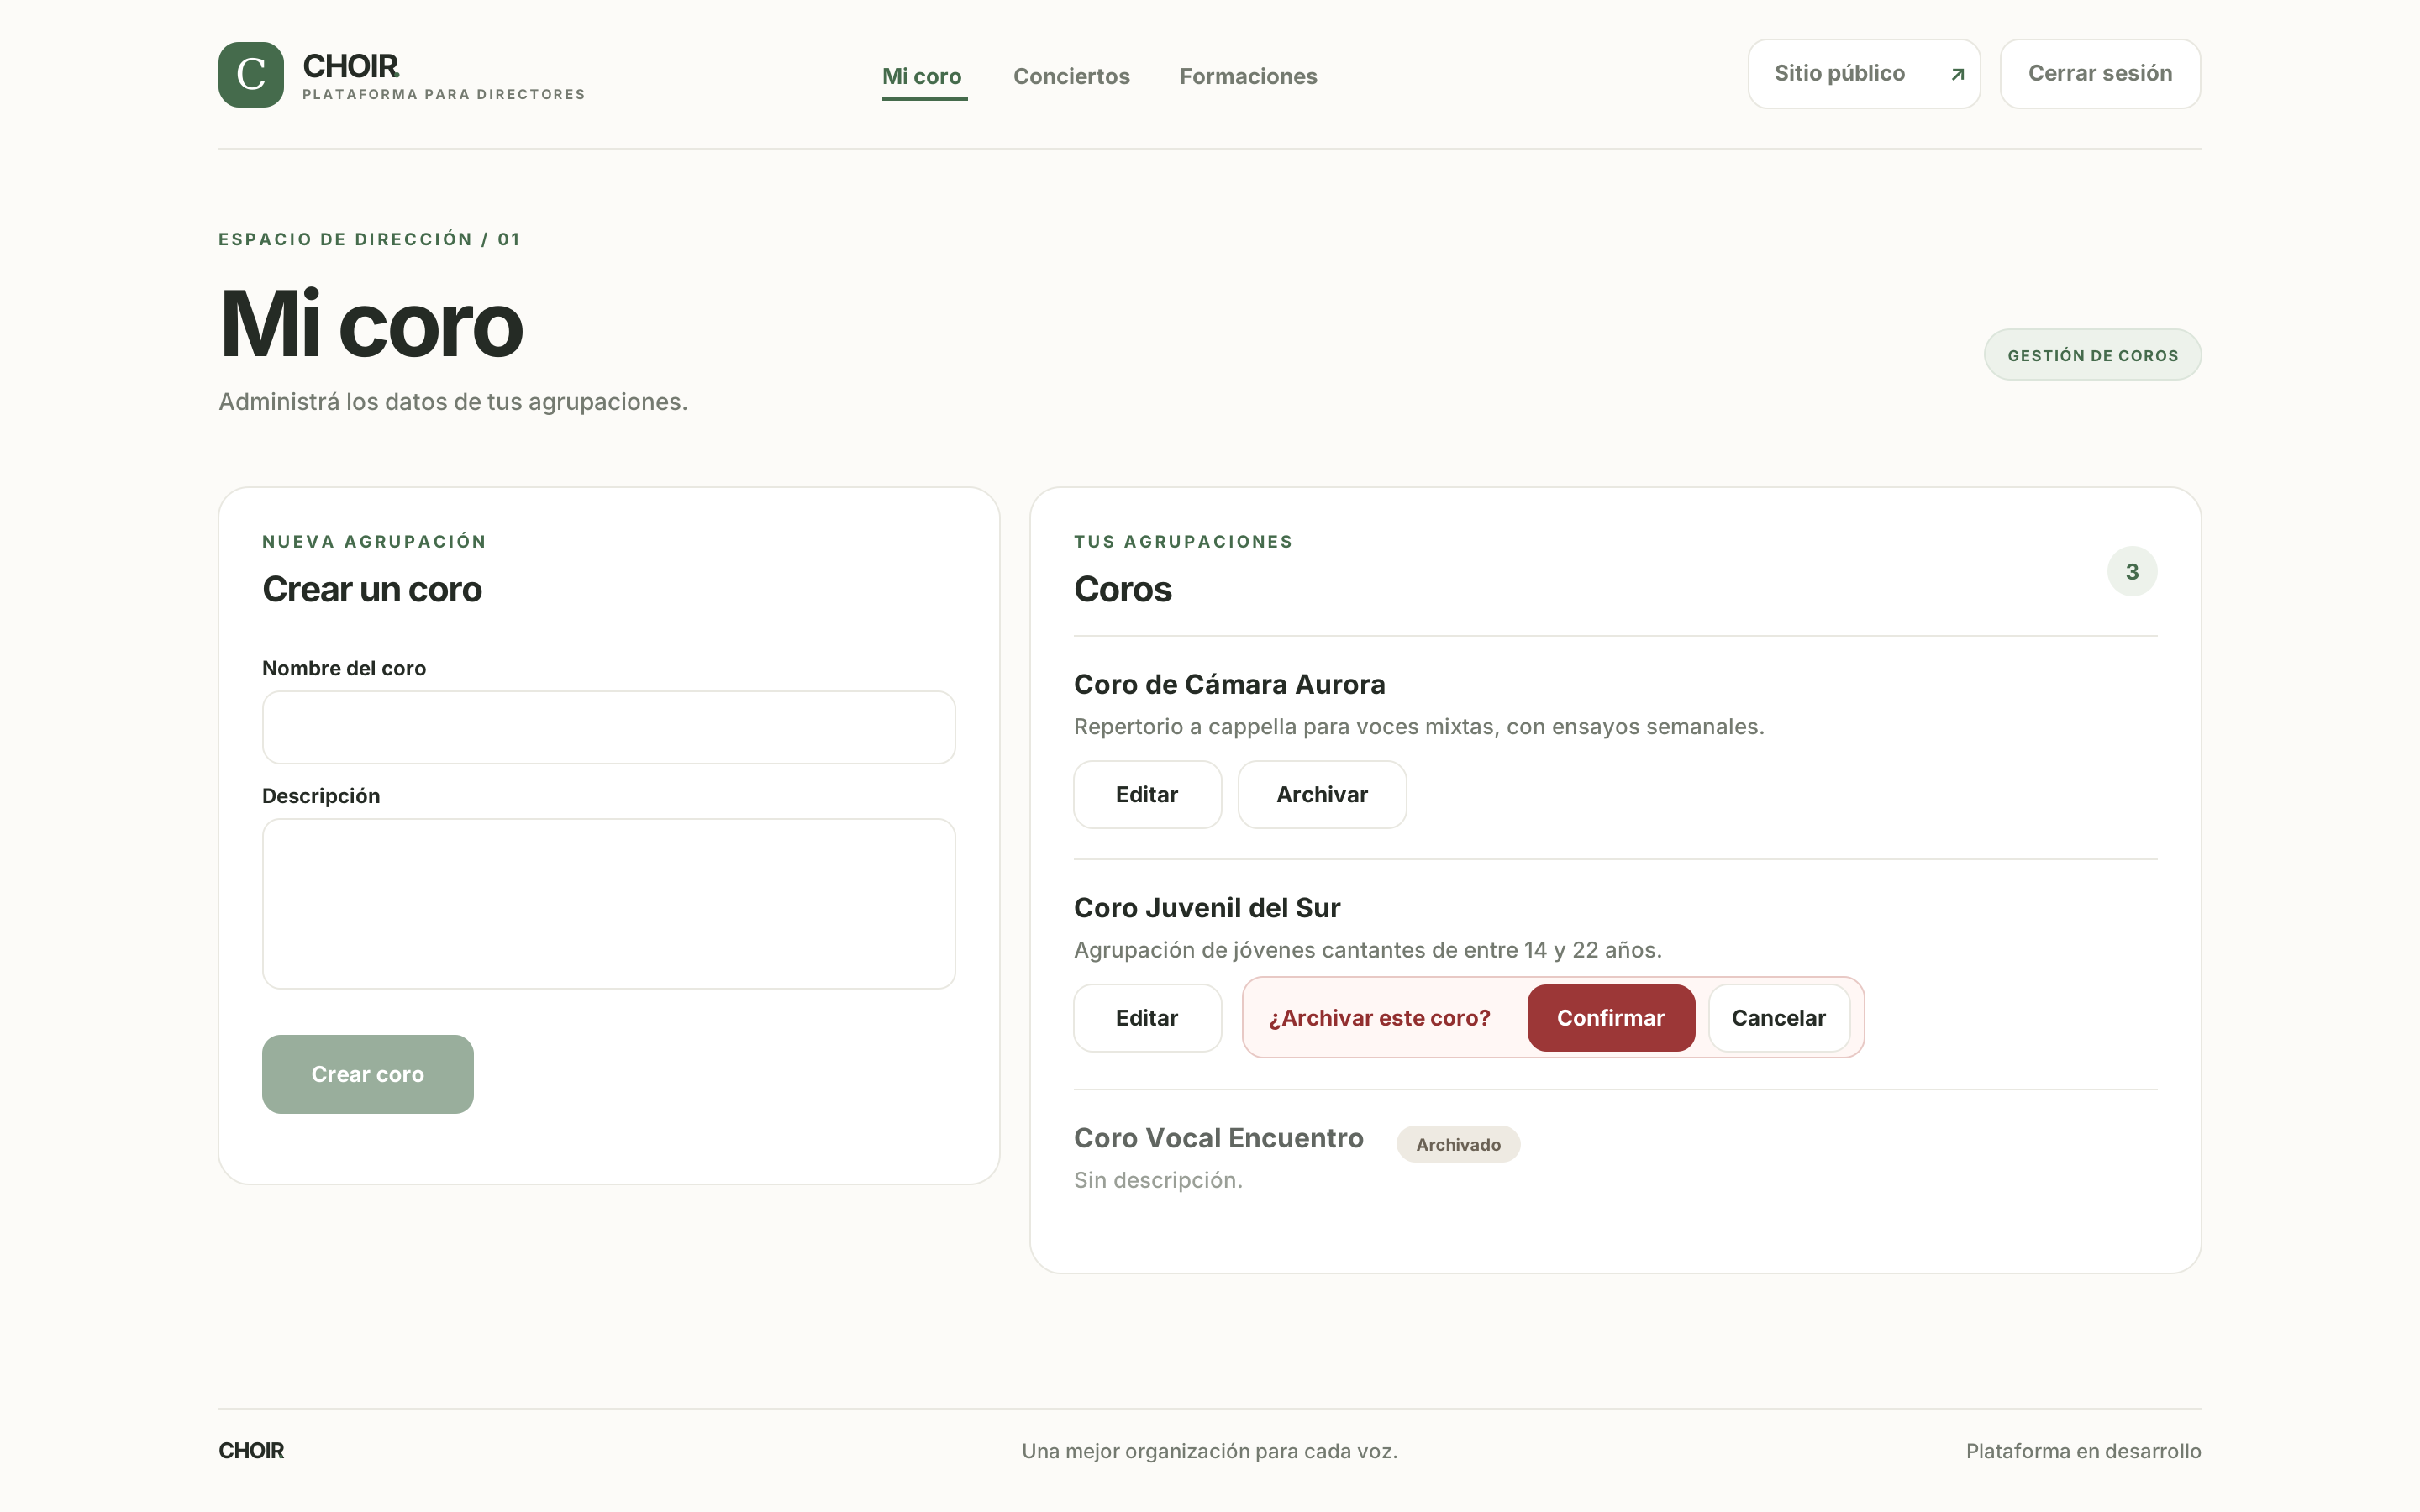 C
CHOIR.
PLATAFORMA PARA DIRECTORES
Mi coro
Conciertos
Formaciones
Sitio público ↗
Cerrar sesión
ESPACIO DE DIRECCIÓN / 01
Mi coro
Administrá los datos de tus agrupaciones.
GESTIÓN DE COROS
NUEVA AGRUPACIÓN
Crear un coro
Nombre del coro
Descripción
Crear coro
TUS AGRUPACIONES
Coros
3
Coro de Cámara Aurora
Repertorio a cappella para voces mixtas, con ensayos semanales.
Editar
Archivar
Coro Juvenil del Sur
Agrupación de jóvenes cantantes de entre 14 y 22 años.
Editar
¿Archivar este coro?
Confirmar
Cancelar
Coro Vocal Encuentro
Archivado
Sin descripción.
CHOIR
Una mejor organización para cada voz.
Plataforma en desarrollo